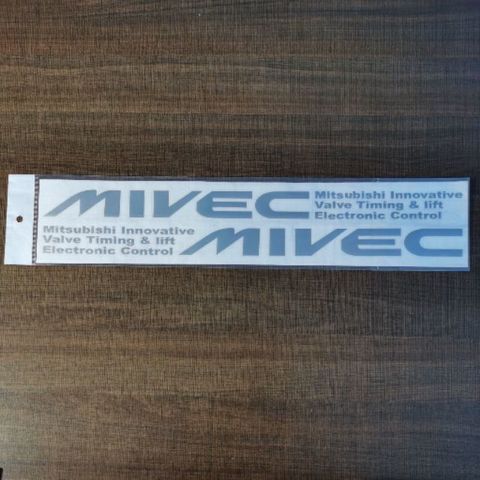 MIVEC
Mitsubishi Innovative
Valve Timing & lift
Electronic Control
Mitsubishi Innovative
Valve Timing & lift
Electronic Control
MIVEC